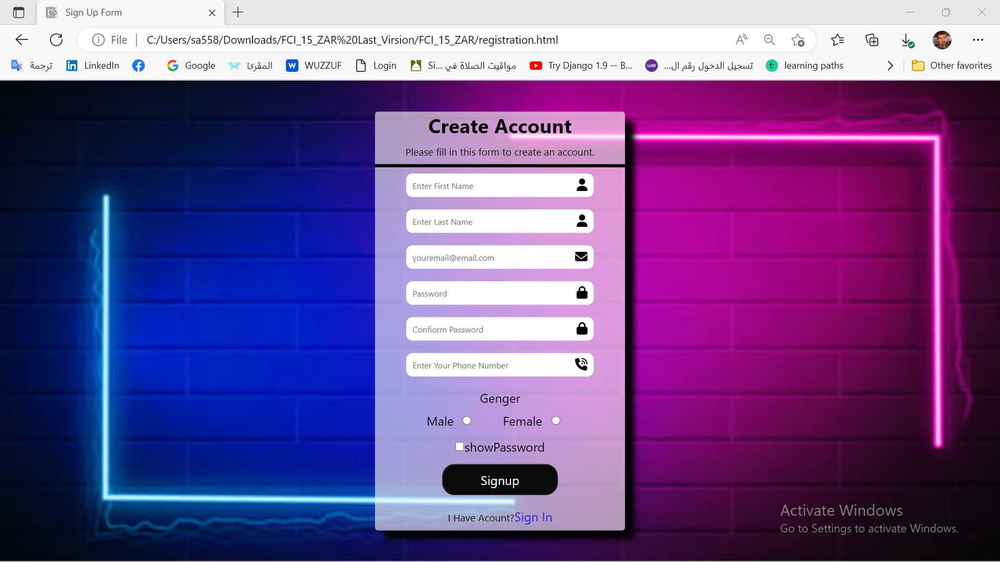 Sign Up Form
File | C:/Users/sa558/Downloads/FCI_15_ZAR%20Last_Virsion/FCI_15_ZAR/registration.html
ترجمة LinkedIn Google المقرئ WUZZUF Login مواقيت الصلاة في Si... Try Django 1.9 -- B... تسجيل الدخول رقم ال... learning paths Other favorites
Create Account
Please fill in this form to create an account.
Enter First Name
Enter Last Name
youremail@email.com
Password
Confiorm Password
Enter Your Phone Number
Genger
Male Female
showPassword
Signup
I Have Acount?Sign In
Activate Windows
Go to Settings to activate Windows.